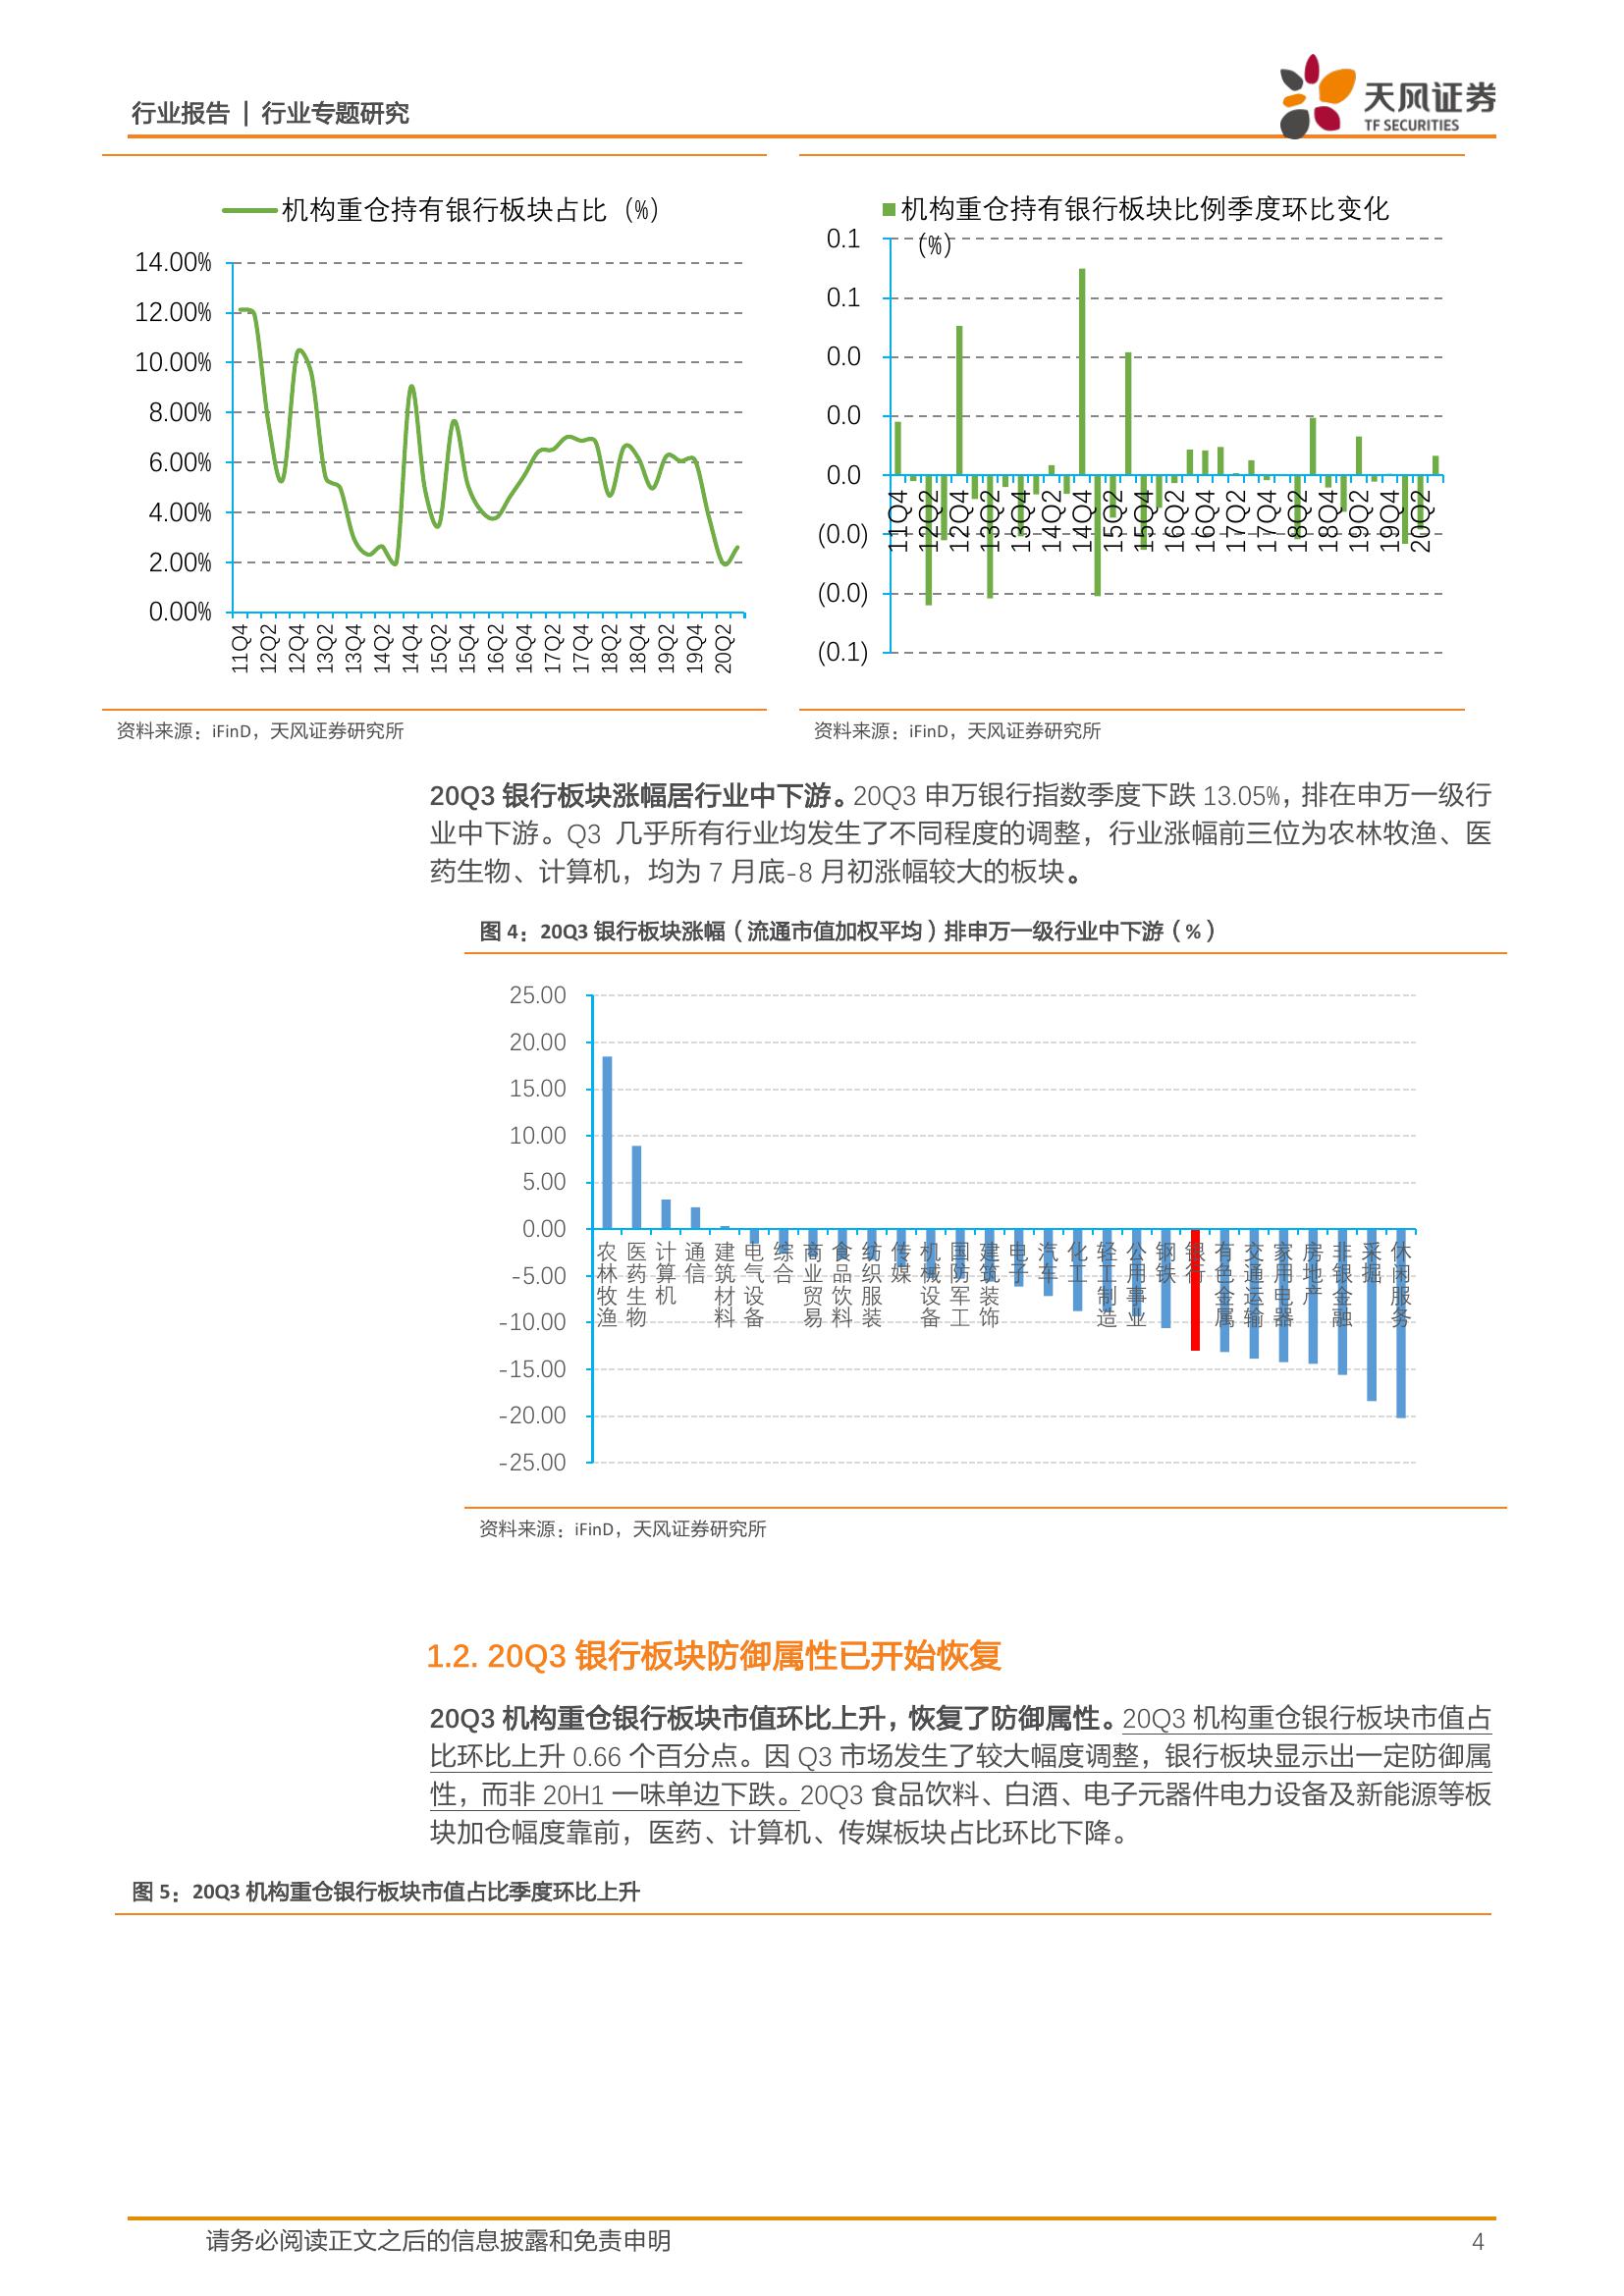 行业报告 | 行业专题研究
天风证券
TF SECURITIES
机构重仓持有银行板块占比（%）
14.00%
12.00%
10.00%
8.00%
6.00%
4.00%
2.00%
0.00%
11Q4 12Q2 12Q4 13Q2 13Q4 14Q2 14Q4 15Q2 15Q4 16Q2 16Q4 17Q2 17Q4 18Q2 18Q4 19Q2 19Q4 20Q2
机构重仓持有银行板块比例季度环比变化
（%）
0.1
0.1
0.0
0.0
0.0
(0.0)
(0.0)
(0.1)
11Q4 12Q2 12Q4 13Q2 13Q4 14Q2 14Q4 15Q2 15Q4 16Q2 16Q4 17Q2 17Q4 18Q2 18Q4 19Q2 19Q4 20Q2
资料来源：iFinD，天风证券研究所
资料来源：iFinD，天风证券研究所
20Q3 银行板块涨幅居行业中下游。20Q3 申万银行指数季度下跌 13.05%，排在申万一级行
业中下游。Q3 几乎所有行业均发生了不同程度的调整，行业涨幅前三位为农林牧渔、医
药生物、计算机，均为 7 月底-8 月初涨幅较大的板块。
图 4：20Q3 银行板块涨幅（流通市值加权平均）排申万一级行业中下游（%）
25.00
20.00
15.00
10.00
5.00
0.00
-5.00
-10.00
-15.00
-20.00
-25.00
农林牧渔 医药生物 计算机 通信 建筑材料 电气设备 综合 商业贸易 食品饮料 纺织服装 传媒 机械设备 国防军工 建筑装饰 电子 汽车 化工 轻工制造 公用事业 钢铁 银行 有色金属 交通运输 家用电器 房地产 非银金融 采掘 休闲服务
资料来源：iFinD，天风证券研究所
1.2. 20Q3 银行板块防御属性已开始恢复
20Q3 机构重仓银行板块市值环比上升，恢复了防御属性。20Q3 机构重仓银行板块市值占
比环比上升 0.66 个百分点。因 Q3 市场发生了较大幅度调整，银行板块显示出一定防御属
性，而非 20H1 一味单边下跌。20Q3 食品饮料、白酒、电子元器件电力设备及新能源等板
块加仓幅度靠前，医药、计算机、传媒板块占比环比下降。
图 5：20Q3 机构重仓银行板块市值占比季度环比上升
请务必阅读正文之后的信息披露和免责申明
4